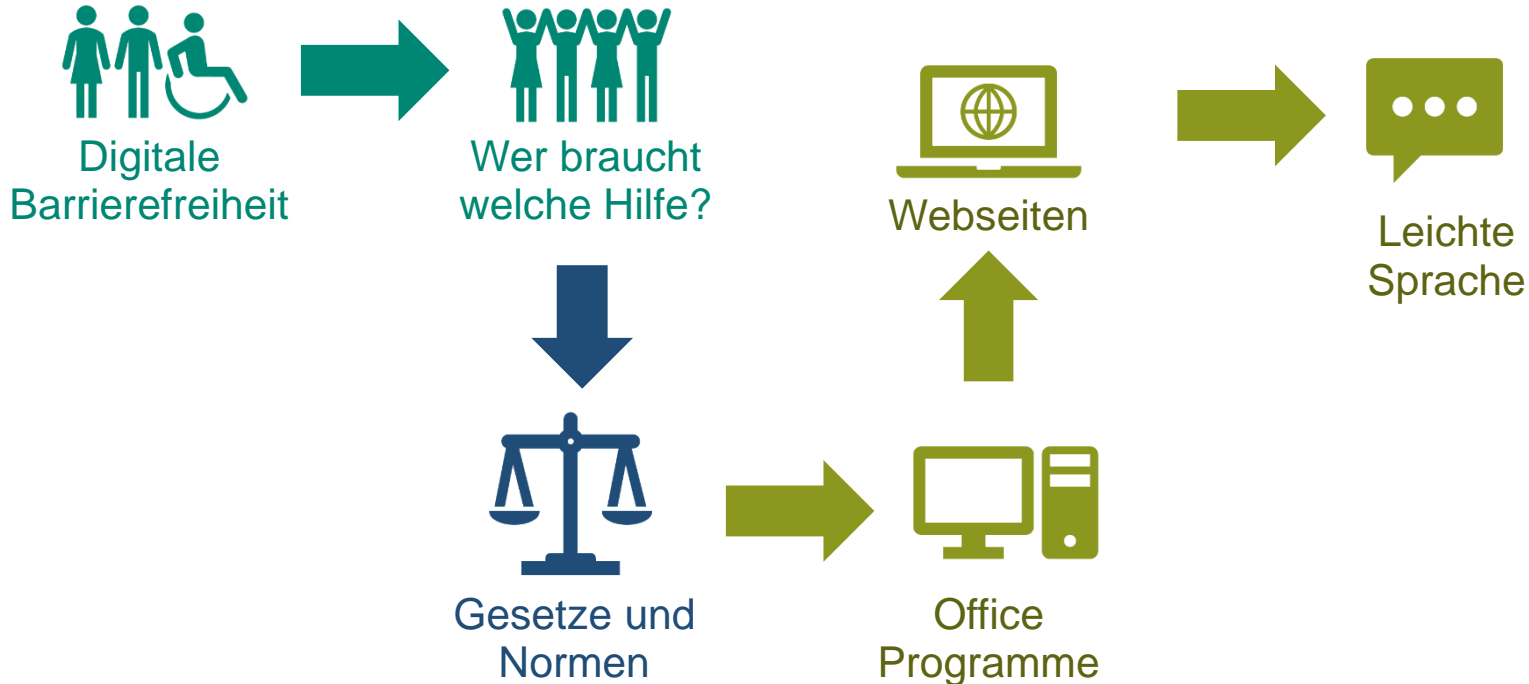 Digitale
Barrierefreiheit
Wer braucht
welche Hilfe?
Gesetze und
Normen
Office
Programme
Webseiten
Leichte
Sprache